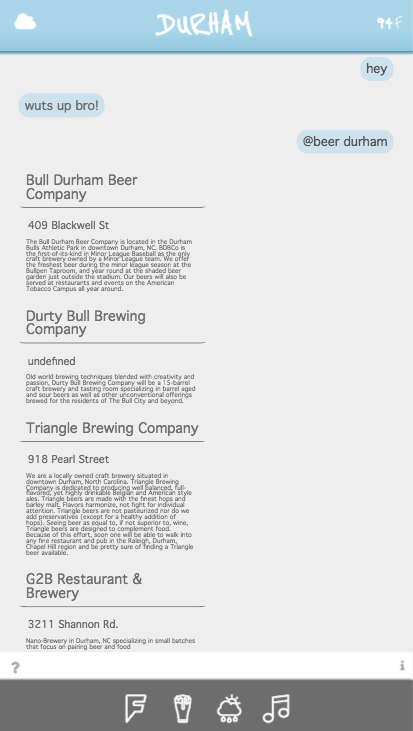 DURHAM
94F
hey
wuts up bro!
@beer durham
Bull Durham Beer
Company
409 Blackwell St
The Bull Durham Beer Company is located in the Durham
Bulls Athletic Park in downtown Durham, NC. BDBCo is
the first-of-its-kind in Minor League Baseball as the only
craft brewery owned by a Minor League team. We offer
the freshest beer during the minor league season at the
Bullpen Taproom, and year round at the shaded beer
garden just outside the stadium. Our beers will also be
served at restaurants and events on the American
Tobacco Campus all year around.
Durty Bull Brewing
Company
undefined
Old world brewing techniques blended with creativity and
passion, Durty Bull Brewing Company will be a 15-barrel
craft brewery and tasting room specializing in barrel aged
and sour beers as well as other unconventional offerings
brewed for the residents of The Bull City and beyond.
Triangle Brewing Company
918 Pearl Street
We are a locally owned craft brewery situated in
downtown Durham, North Carolina. Triangle Brewing
Company is dedicated to producing well balanced, full-
flavored, yet highly drinkable Belgian and American style
ales. Triangle beers are made with the finest hops and
barley malt. Flavors harmonize, not fight for individual
attention. Triangle beers are not pasteurized nor do we
add preservatives (except for a healthy addition of
hops). Seeing beer as equal to, if not superior to, wine,
Triangle beers are designed to complement food.
Because of this effort, soon one will be able to walk into
any fine restaurant and pub in the Raleigh, Durham,
Chapel Hill region and be pretty sure of finding a Triangle
beer available.
G2B Restaurant &
Brewery
3211 Shannon Rd.
Nano-Brewery in Durham, NC specializing in small batches
that focus on pairing beer and food
?
i